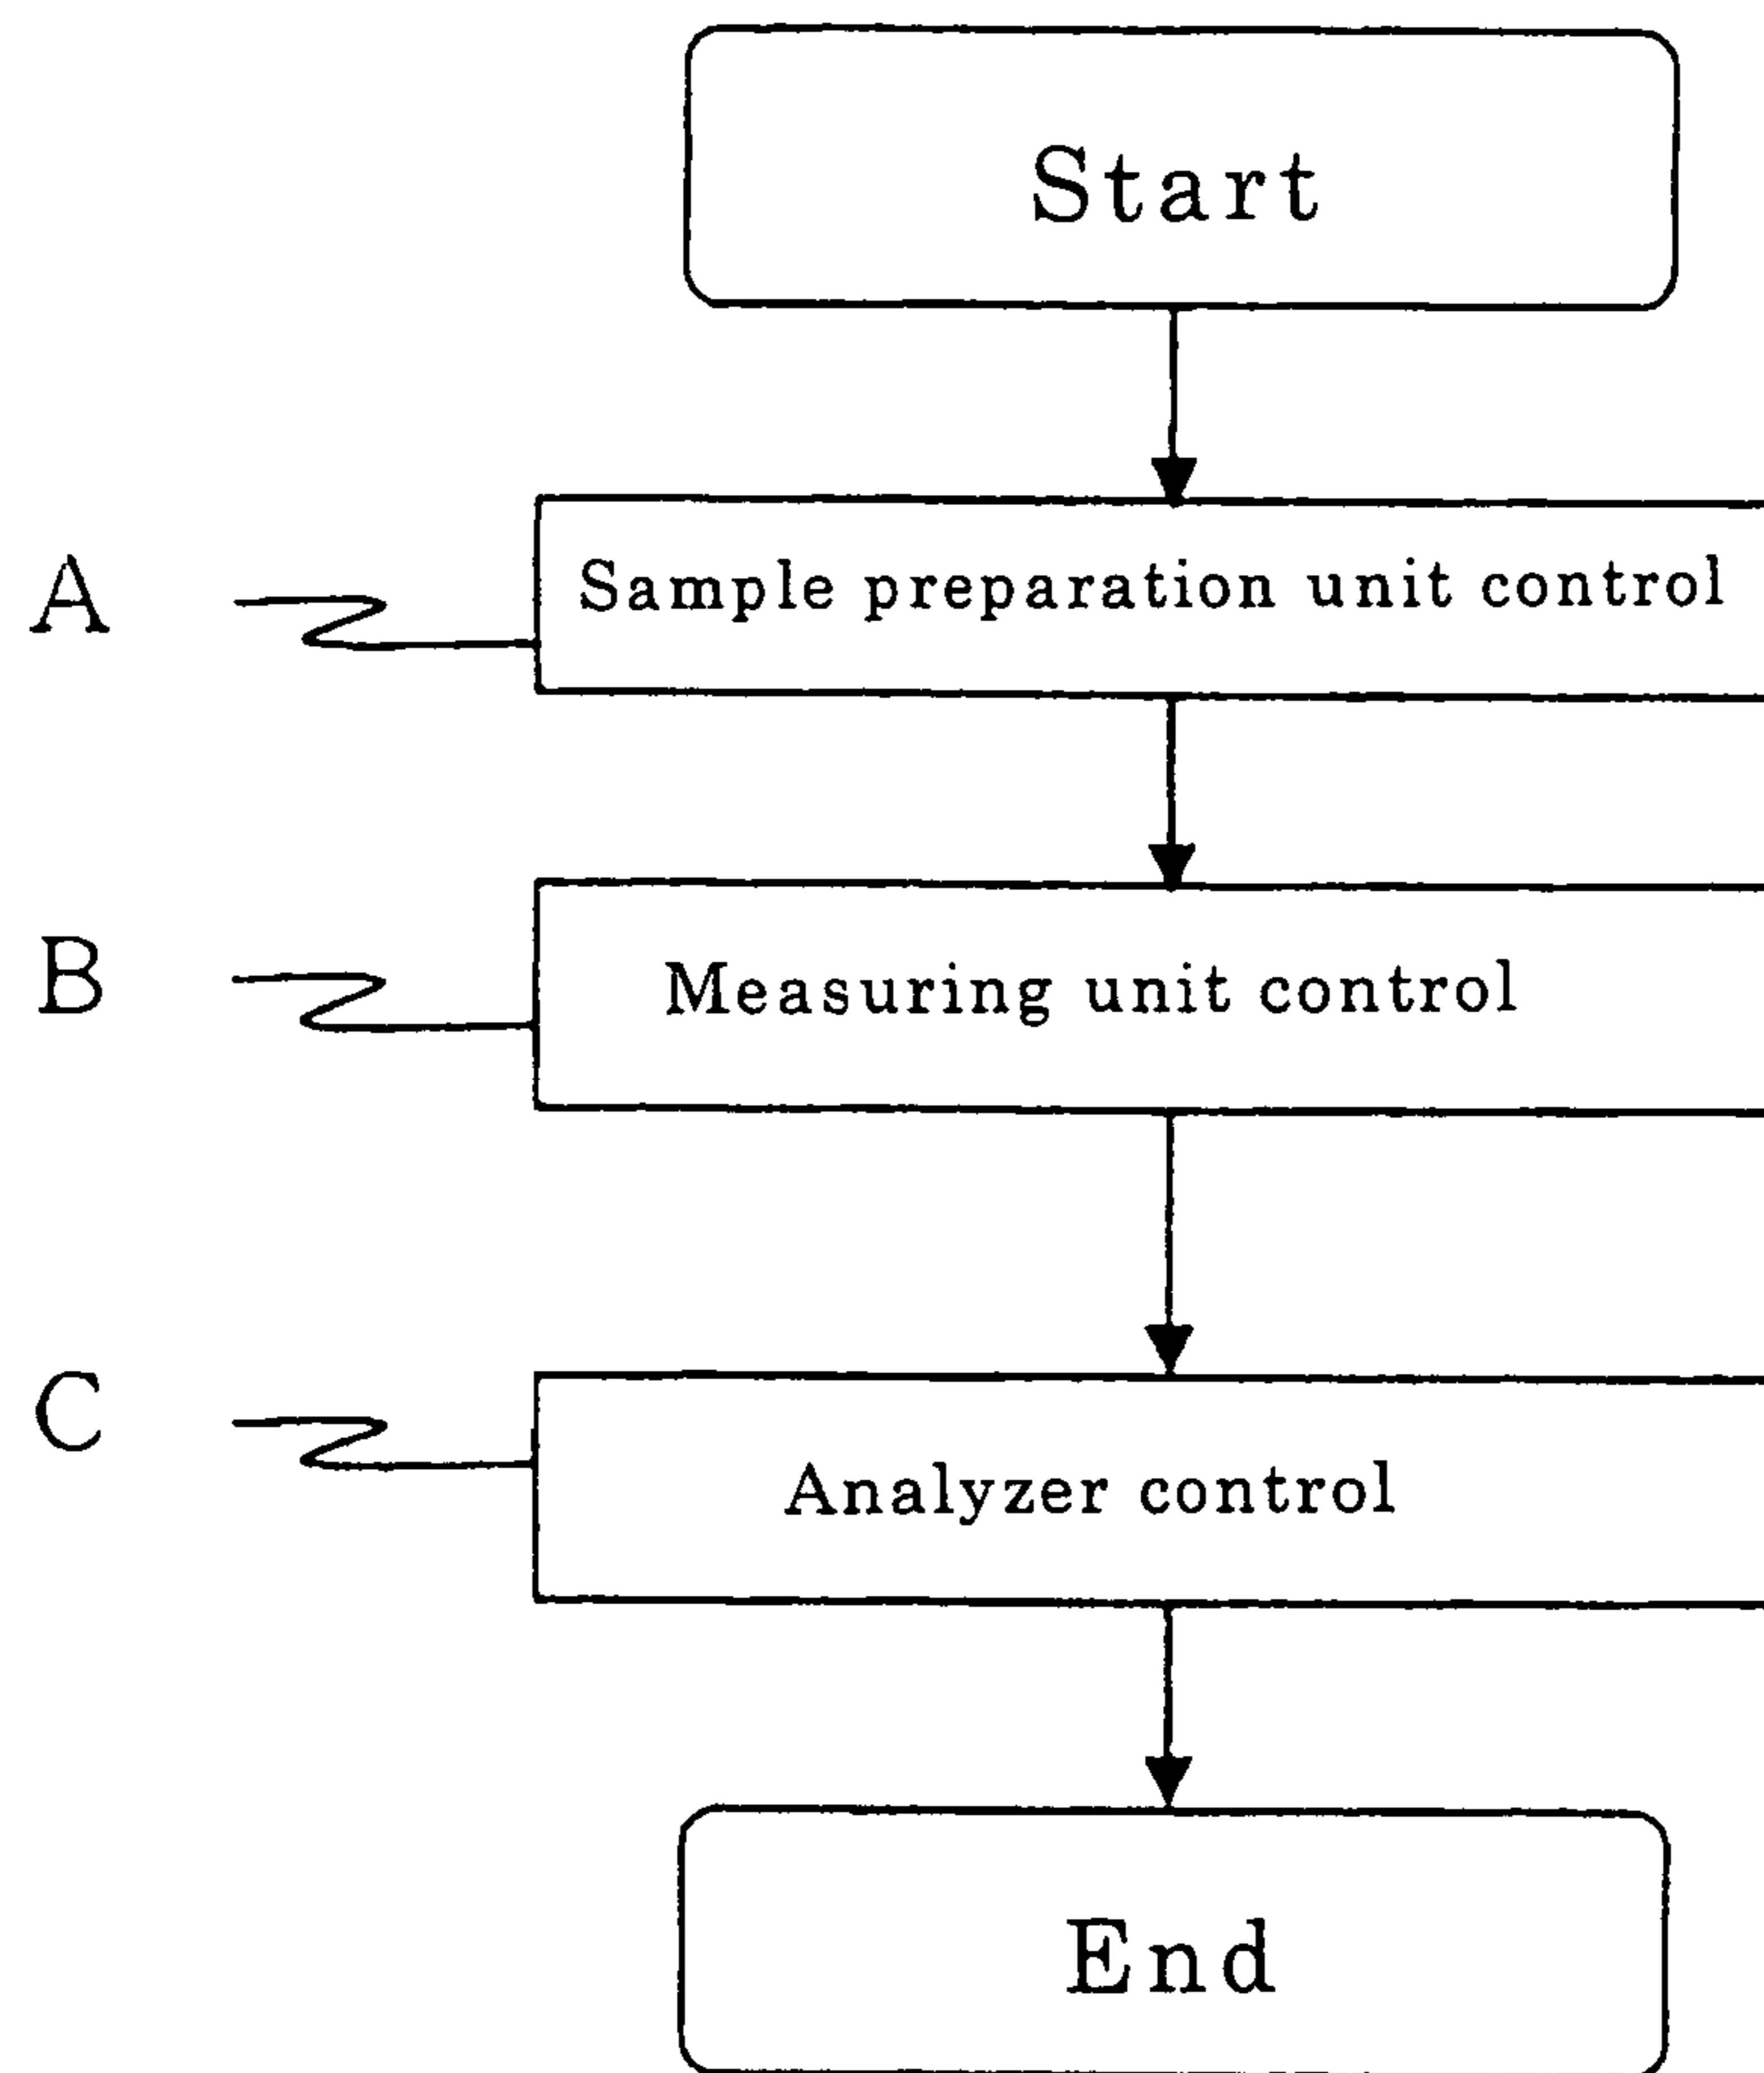 Start
A
Sample preparation unit control
B
Measuring unit control
C
Analyzer control
End